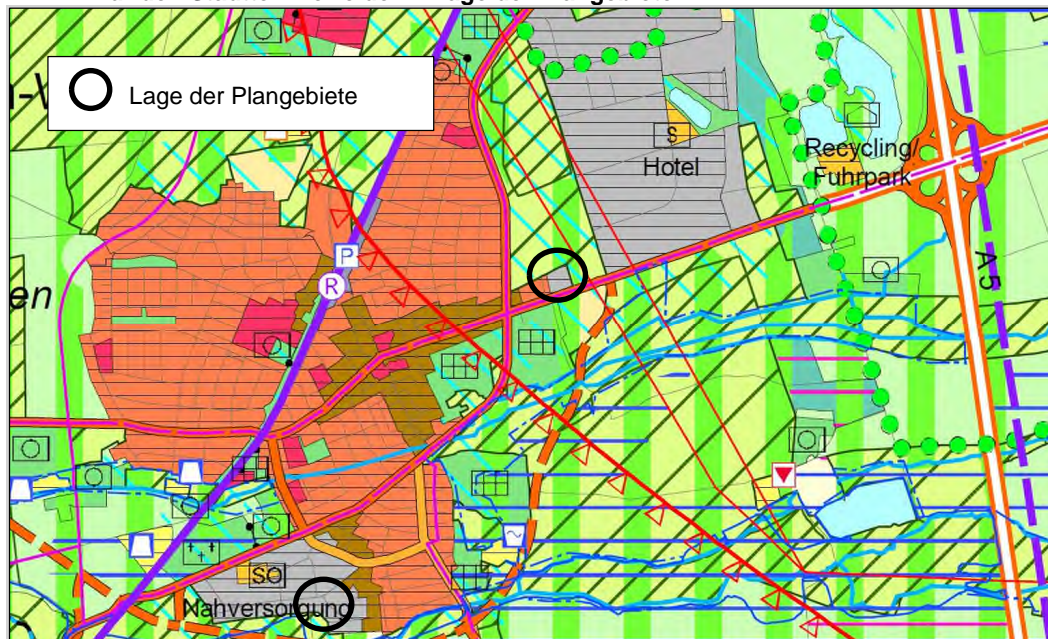 Lage der Plangebiete
S
Hotel
Recycling/
Fuhrpark
P
R
en
A5
SO
Nahversorgung